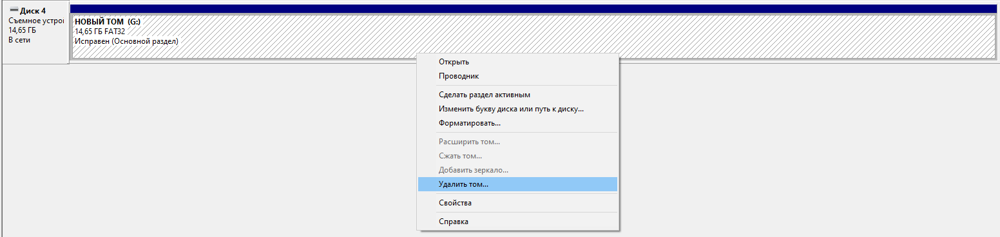 Диск 4
Съемное устро
14,65 ГБ
В сети
НОВЫЙ ТОМ (G:)
14,65 ГБ FAT32
Исправен (Основной раздел)
Открыть
Проводник
Сделать раздел активным
Изменить букву диска или путь к диску...
Форматировать...
Расширить том...
Сжать том...
Добавить зеркало...
Удалить том...
Свойства
Справка